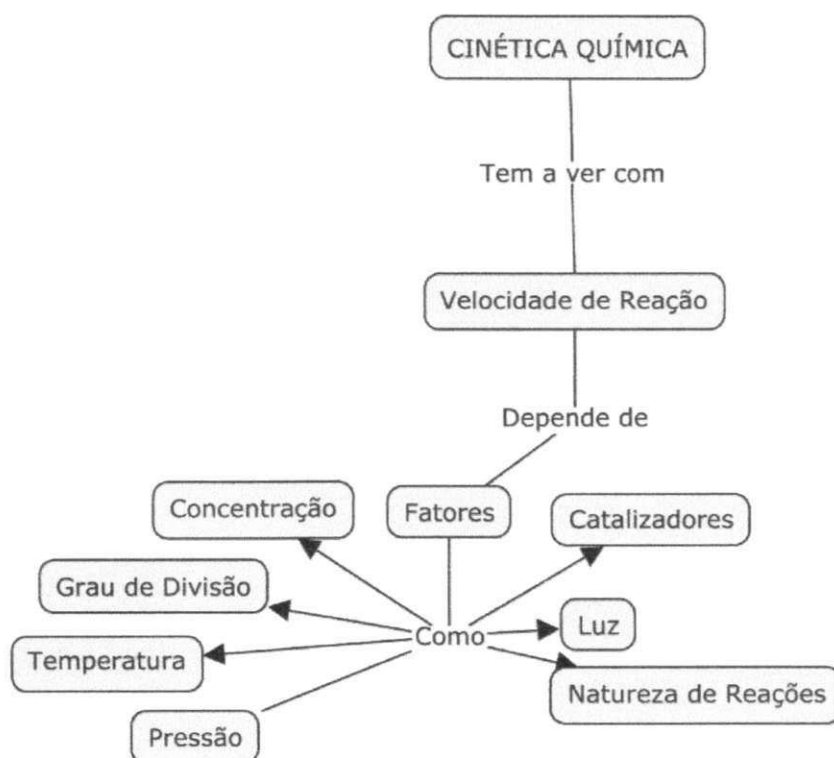 CINÉTICA QUÍMICA
Tem a ver com
Velocidade de Reação
Depende de
Concentração
Fatores
Catalizadores
Grau de Divisão
Luz
Como
Temperatura
Natureza de Reações
Pressão